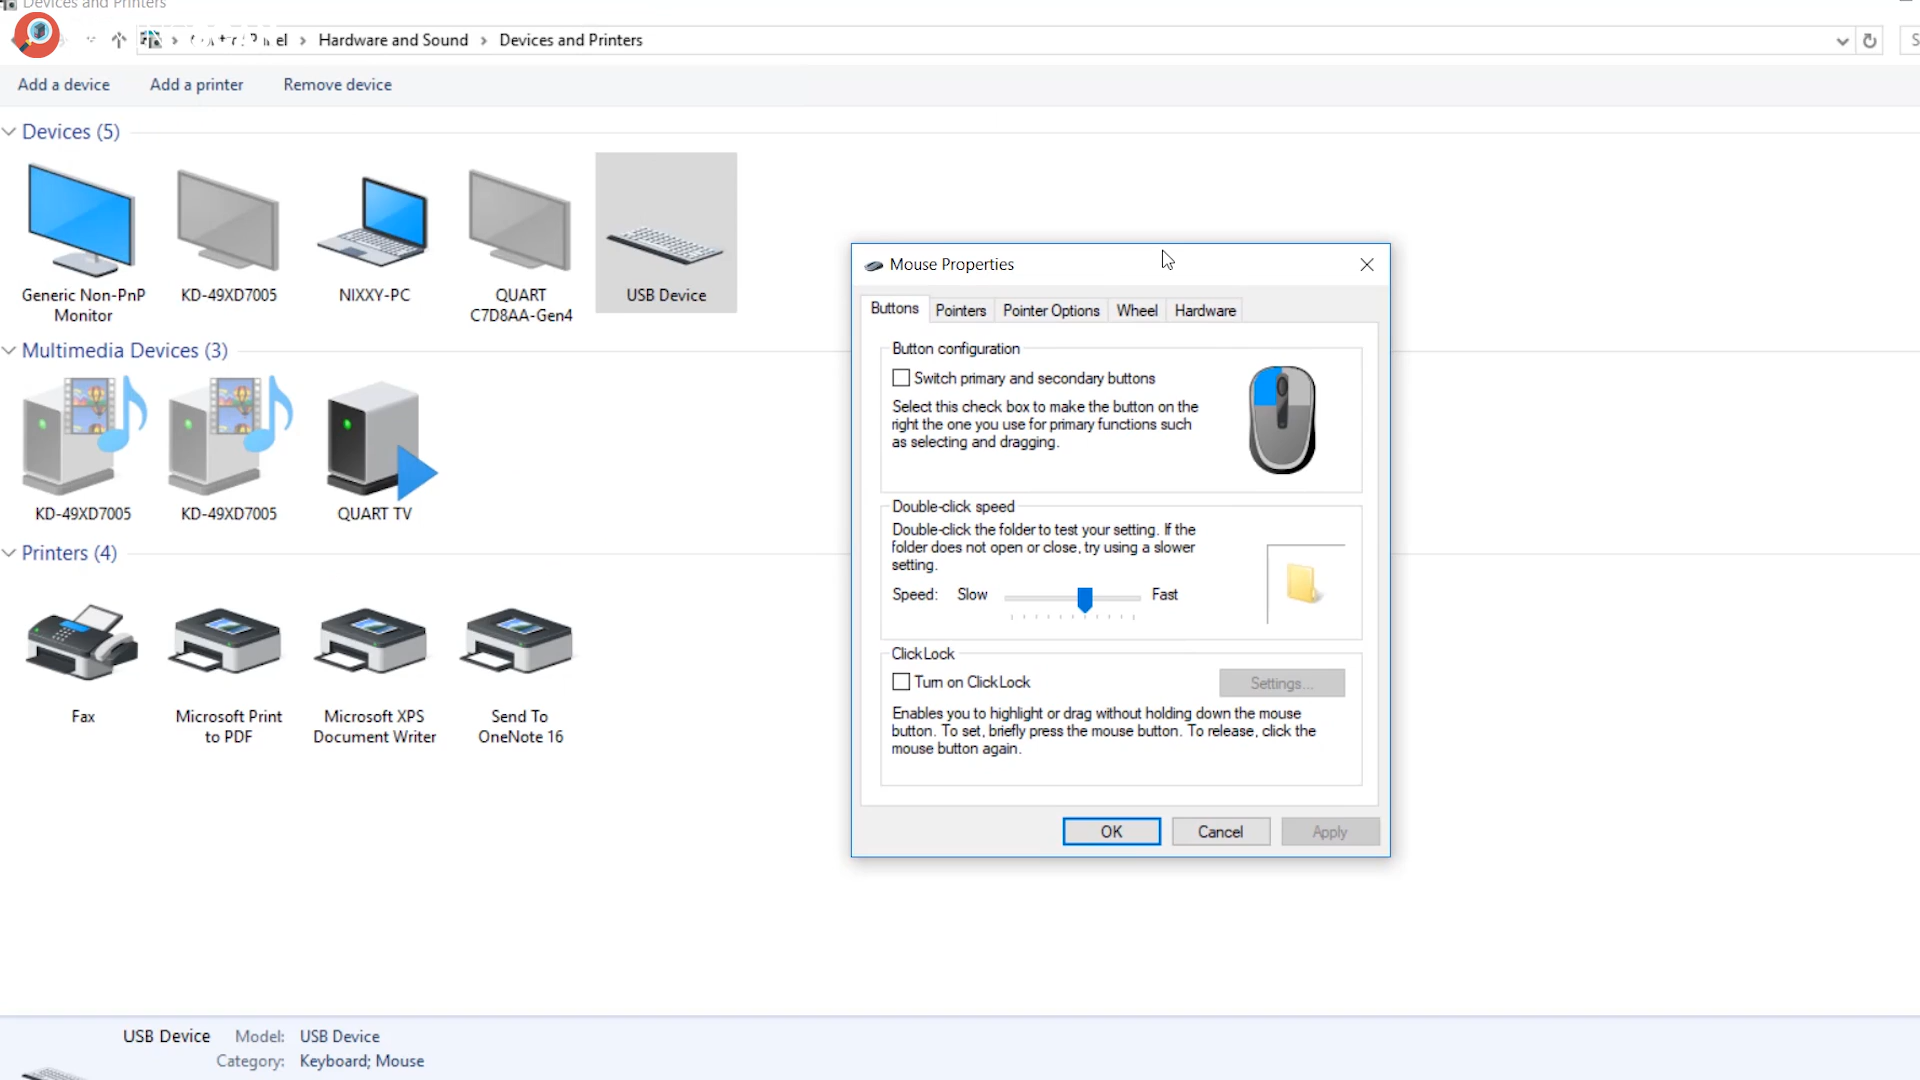 Devices and Printers
Hardware and Sound > Devices and Printers
Add a device Add a printer Remove device
Devices (5)
Generic Non-PnP
Monitor
KD-49XD7005
NIXXY-PC
QUART
C7D8AA-Gen4
USB Device
Multimedia Devices (3)
KD-49XD7005
KD-49XD7005
QUART TV
Printers (4)
Fax
Microsoft Print
to PDF
Microsoft XPS
Document Writer
Send To
OneNote 16
Mouse Properties
Buttons Pointers Pointer Options Wheel Hardware
Button configuration
Switch primary and secondary buttons
Select this check box to make the button on the
right the one you use for primary functions such
as selecting and dragging.
Double-click speed
Double-click the folder to test your setting. If the
folder does not open or close, try using a slower
setting.
Speed: Slow Fast
ClickLock
Turn on ClickLock
Settings...
Enables you to highlight or drag without holding down the mouse
button. To set, briefly press the mouse button. To release, click the
mouse button again.
OK Cancel Apply
USB Device Model: USB Device
Category: Keyboard; Mouse